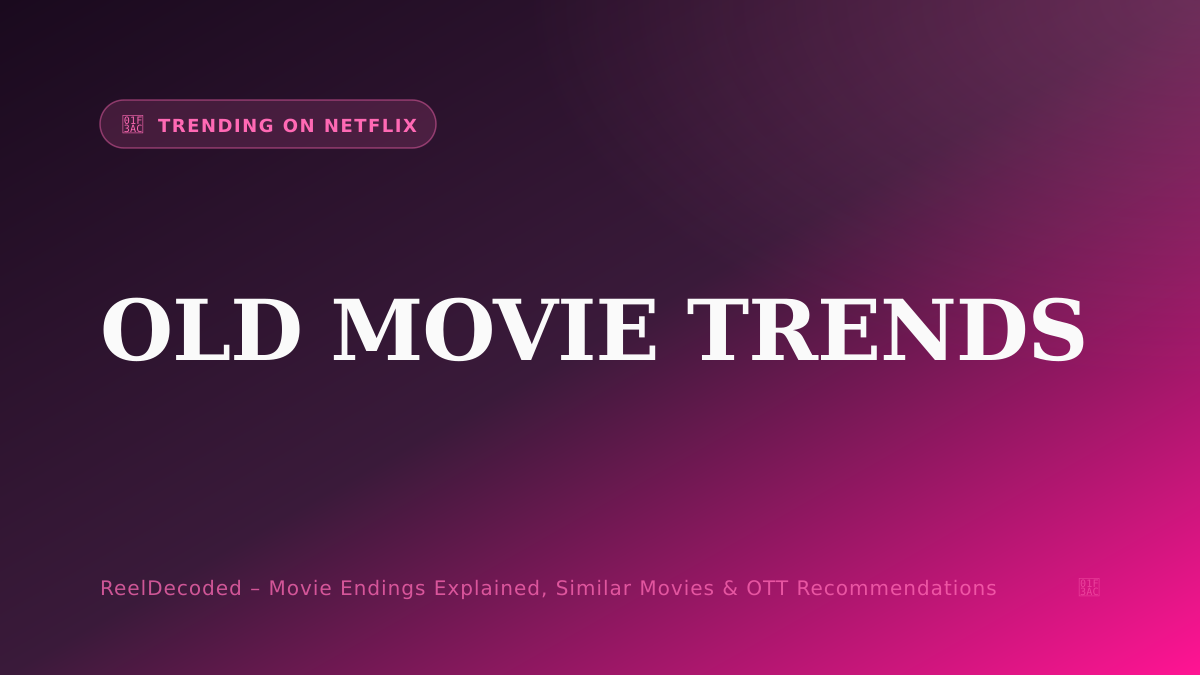 TRENDING ON NETFLIX
OLD MOVIE TRENDS
ReelDecoded – Movie Endings Explained, Similar Movies & OTT Recommendations